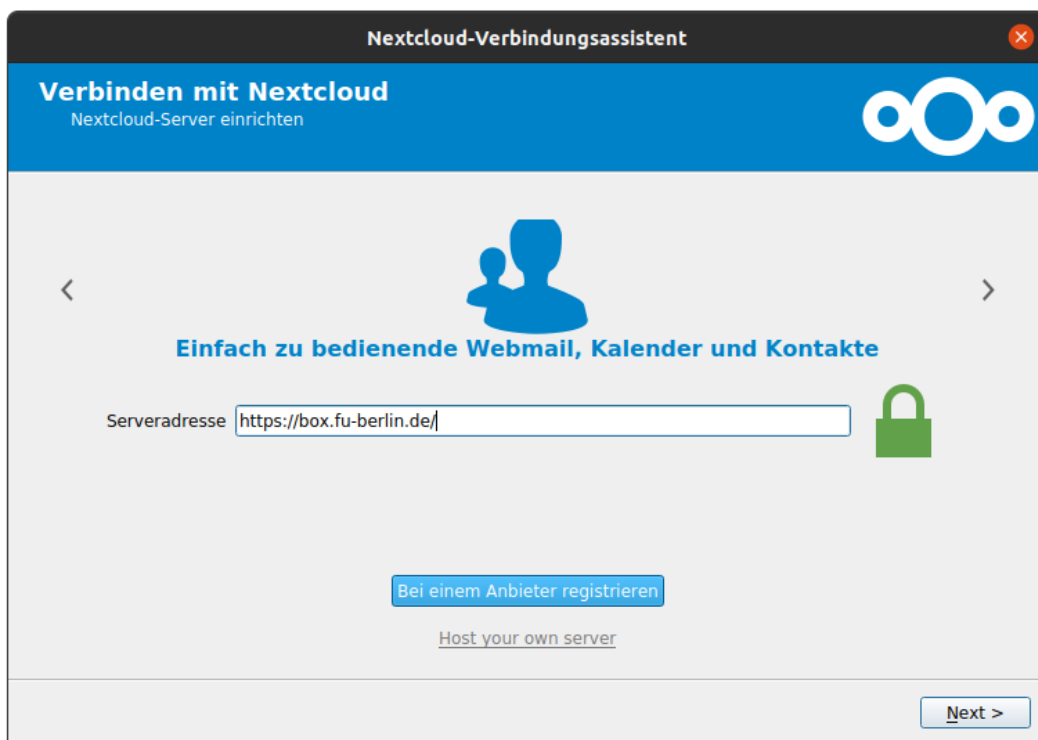 Nextcloud-Verbindungsassistent
Verbinden mit Nextcloud
Nextcloud-Server einrichten
Einfach zu bedienende Webmail, Kalender und Kontakte
Serveradresse https://box.fu-berlin.de/
Bei einem Anbieter registrieren
Host your own server
Next >